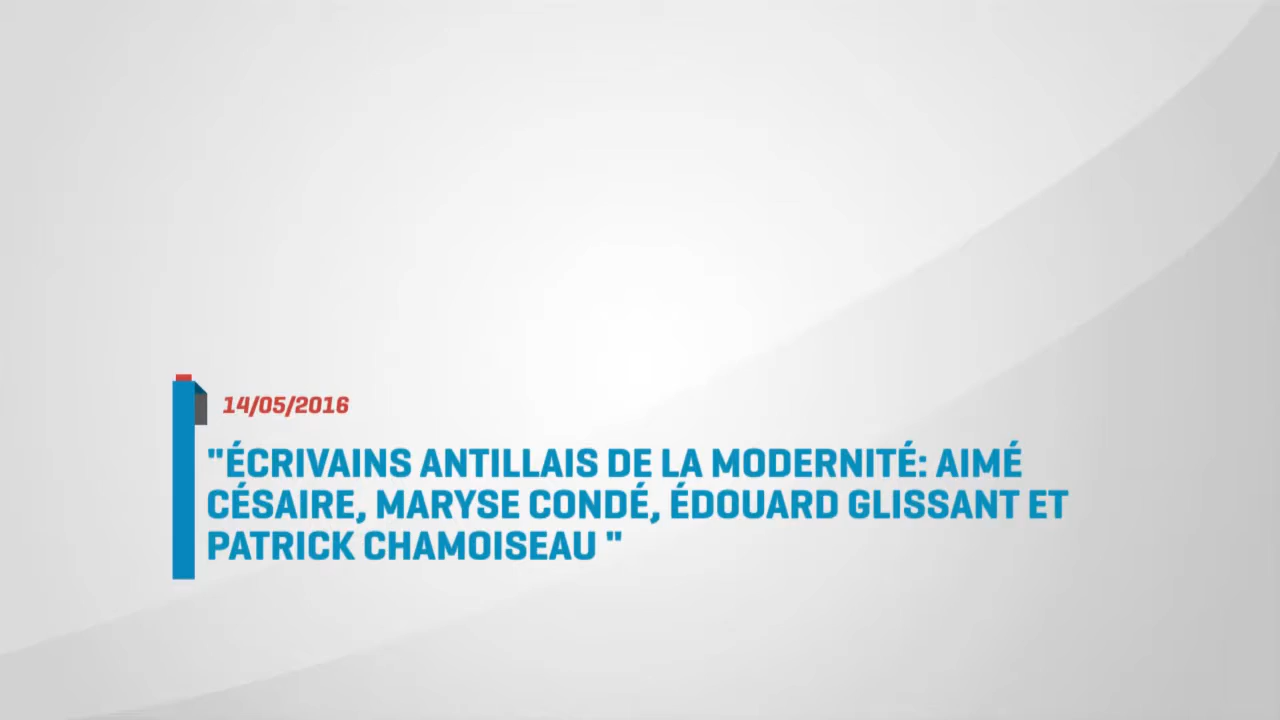 14/05/2016
"ÉCRIVAINS ANTILLAIS DE LA MODERNITÉ: AIMÉ
CÉSAIRE, MARYSE CONDÉ, ÉDOUARD GLISSANT ET
PATRICK CHAMOISEAU "